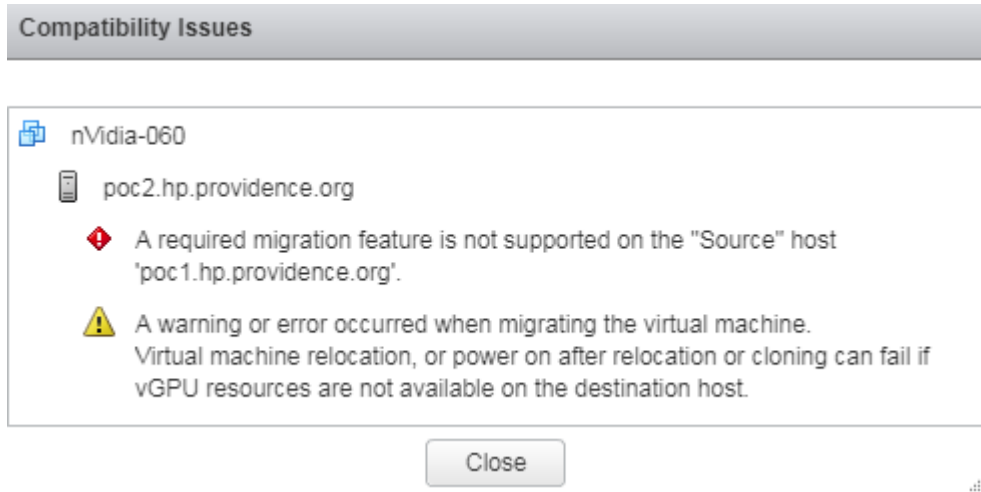 Compatibility Issues
nVidia-060
poc2.hp.providence.org
A required migration feature is not supported on the "Source" host
'poc1.hp.providence.org'.
A warning or error occurred when migrating the virtual machine.
Virtual machine relocation, or power on after relocation or cloning can fail if
vGPU resources are not available on the destination host.
Close